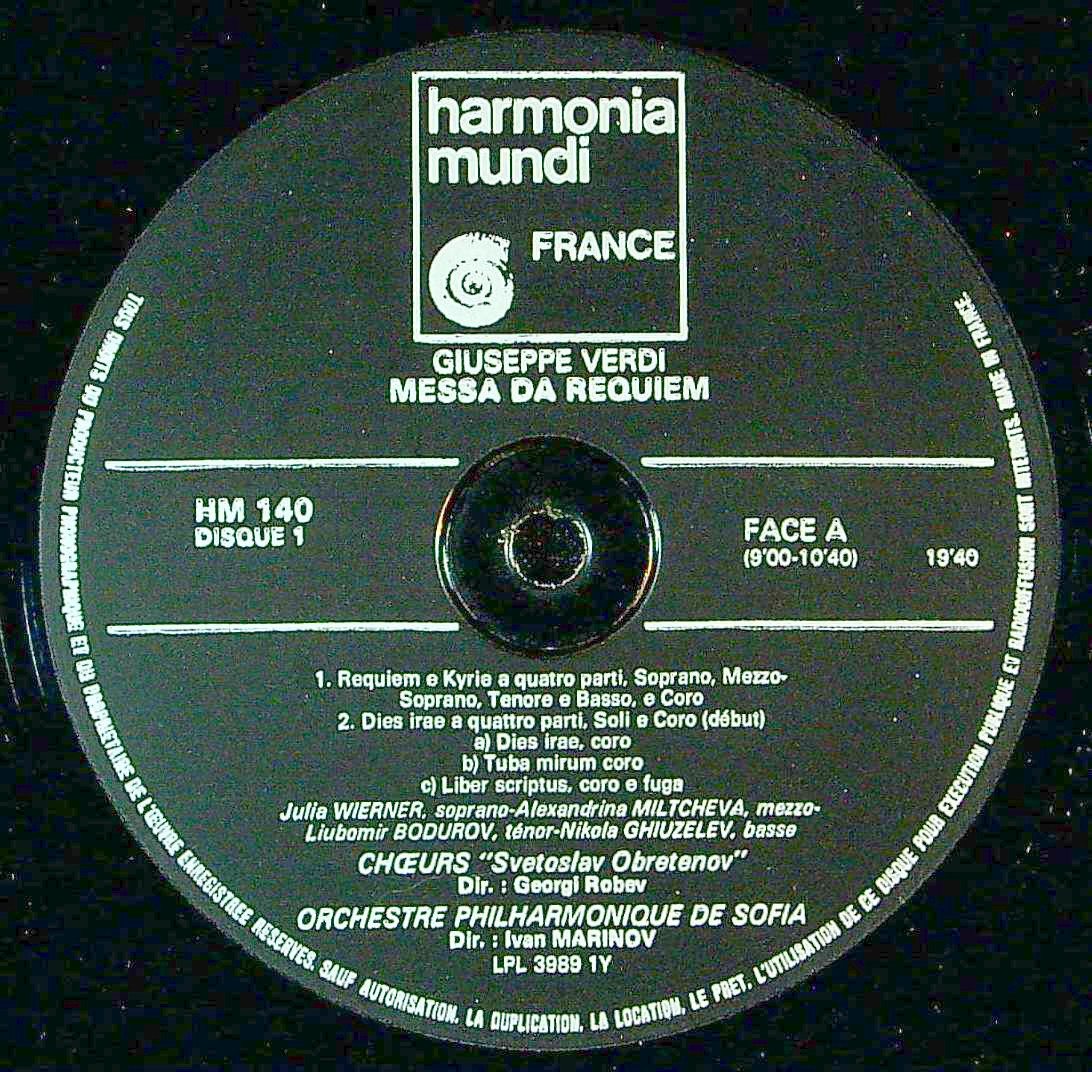 harmonia
mundi
FRANCE
GIUSEPPE VERDI
MESSA DA REQUIEM
HM 140
DISQUE 1
FACE A
(9'00-10'40) 19'40
1. Requiem e Kyrie a quatro parti, Soprano, Mezzo-
Soprano, Tenore e Basso, e Coro
2. Dies irae a quattro parti, Soli e Coro (début)
a) Dies irae, coro
b) Tuba mirum coro
c) Liber scriptus, coro e fuga
Julia WIERNER, soprano-Alexandrina MILTCHEVA, mezzo-
Liubomir BODUROV, ténor-Nikola GHIUZELEV, basse
CHŒURS "Svetoslav Obretenov"
Dir. : Georgi Robev
ORCHESTRE PHILHARMONIQUE DE SOFIA
Dir. : Ivan MARINOV
LPL 3989 1Y
TOUS DROITS DU PRODUCTEUR PHONOGRAPHIQUE ET DU PROPRIETAIRE DE L'ŒUVRE ENREGISTREE RESERVES. SAUF AUTORISATION, LA DUPLICATION, LA LOCATION, LE PRET, L'UTILISATION DE CE DISQUE POUR EXECUTION PUBLIQUE ET RADIODIFFUSION SONT INTERDITS. MADE IN FRANCE